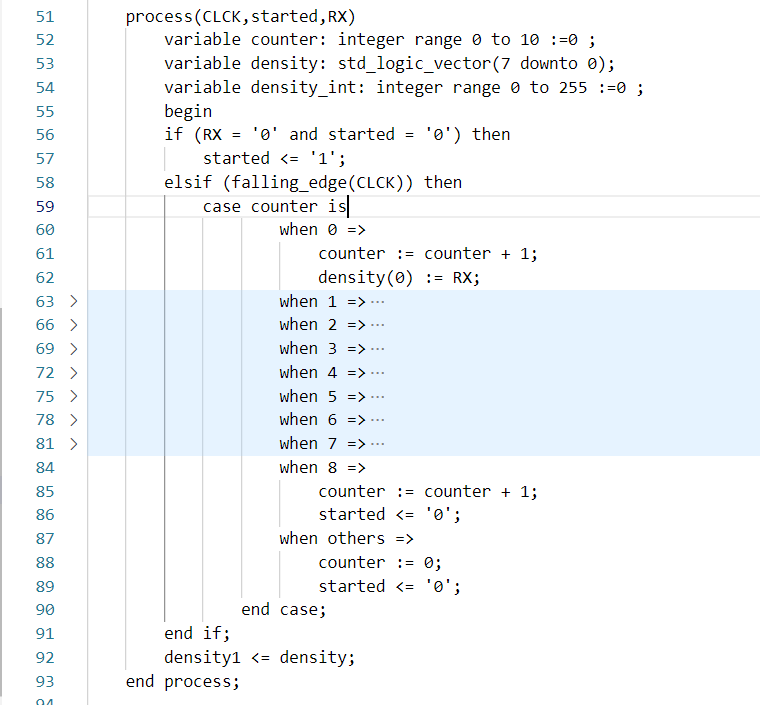 51 process(CLCK,started,RX)
52 variable counter: integer range 0 to 10 :=0 ;
53 variable density: std_logic_vector(7 downto 0);
54 variable density_int: integer range 0 to 255 :=0 ;
55 begin
56 if (RX = '0' and started = '0') then
57 started <= '1';
58 elsif (falling_edge(CLCK)) then
59 case counter is
60 when 0 =>
61 counter := counter + 1;
62 density(0) := RX;
63 > when 1 =>···
66 > when 2 =>···
69 > when 3 =>···
72 > when 4 =>···
75 > when 5 =>···
78 > when 6 =>···
81 > when 7 =>···
84 when 8 =>
85 counter := counter + 1;
86 started <= '0';
87 when others =>
88 counter := 0;
89 started <= '0';
90 end case;
91 end if;
92 density1 <= density;
93 end process;
94